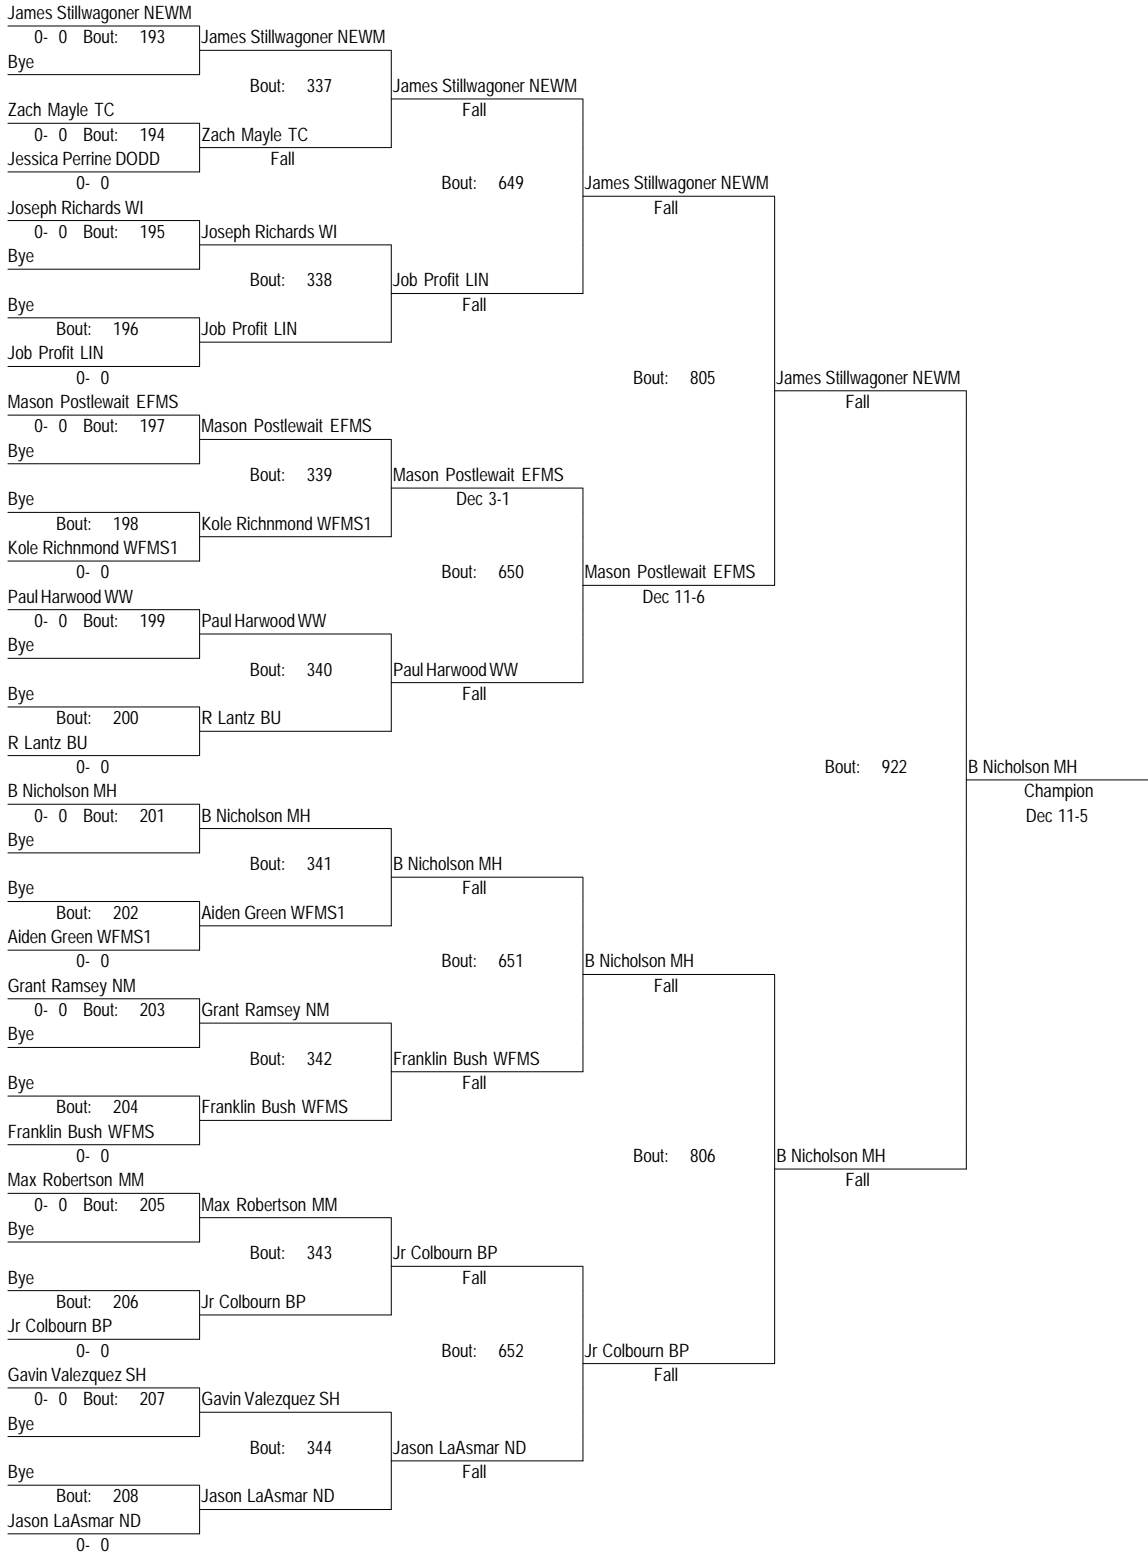 James Stillwagoner NEWM
0- 0 Bout: 193 James Stillwagoner NEWM
Bye
Bout: 337 James Stillwagoner NEWM
Zach Mayle TC Fall
0- 0 Bout: 194 Zach Mayle TC
Jessica Perrine DODD Fall
0- 0 Bout: 649 James Stillwagoner NEWM
Joseph Richards WI Fall
0- 0 Bout: 195 Joseph Richards WI
Bye
Bout: 338 Job Profit LIN
Bye Fall
Bout: 196 Job Profit LIN
Job Profit LIN
0- 0 Bout: 805 James Stillwagoner NEWM
Mason Postlewait EFMS Fall
0- 0 Bout: 197 Mason Postlewait EFMS
Bye
Bout: 339 Mason Postlewait EFMS
Bye Dec 3-1
Bout: 198 Kole Richnmond WFMS1
Kole Richnmond WFMS1
0- 0 Bout: 650 Mason Postlewait EFMS
Paul Harwood WW Dec 11-6
0- 0 Bout: 199 Paul Harwood WW
Bye
Bout: 340 Paul Harwood WW
Bye Fall
Bout: 200 R Lantz BU
R Lantz BU
0- 0 Bout: 922 B Nicholson MH
B Nicholson MH Champion
0- 0 Bout: 201 B Nicholson MH Dec 11-5
Bye
Bout: 341 B Nicholson MH
Bye Fall
Bout: 202 Aiden Green WFMS1
Aiden Green WFMS1
0- 0 Bout: 651 B Nicholson MH
Grant Ramsey NM Fall
0- 0 Bout: 203 Grant Ramsey NM
Bye
Bout: 342 Franklin Bush WFMS
Bye Fall
Bout: 204 Franklin Bush WFMS
Franklin Bush WFMS
0- 0 Bout: 806 B Nicholson MH
Max Robertson MM Fall
0- 0 Bout: 205 Max Robertson MM
Bye
Bout: 343 Jr Colbourn BP
Bye Fall
Bout: 206 Jr Colbourn BP
Jr Colbourn BP
0- 0 Bout: 652 Jr Colbourn BP
Gavin Valezquez SH Fall
0- 0 Bout: 207 Gavin Valezquez SH
Bye
Bout: 344 Jason LaAsmar ND
Bye Fall
Bout: 208 Jason LaAsmar ND
Jason LaAsmar ND
0- 0